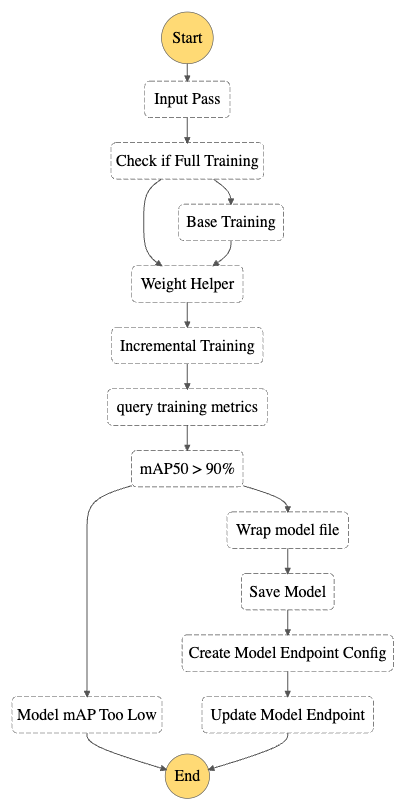 Start
Input Pass
Check if Full Training
Base Training
Weight Helper
Incremental Training
query training metrics
mAP50 > 90%
Wrap model file
Save Model
Create Model Endpoint Config
Model mAP Too Low
Update Model Endpoint
End